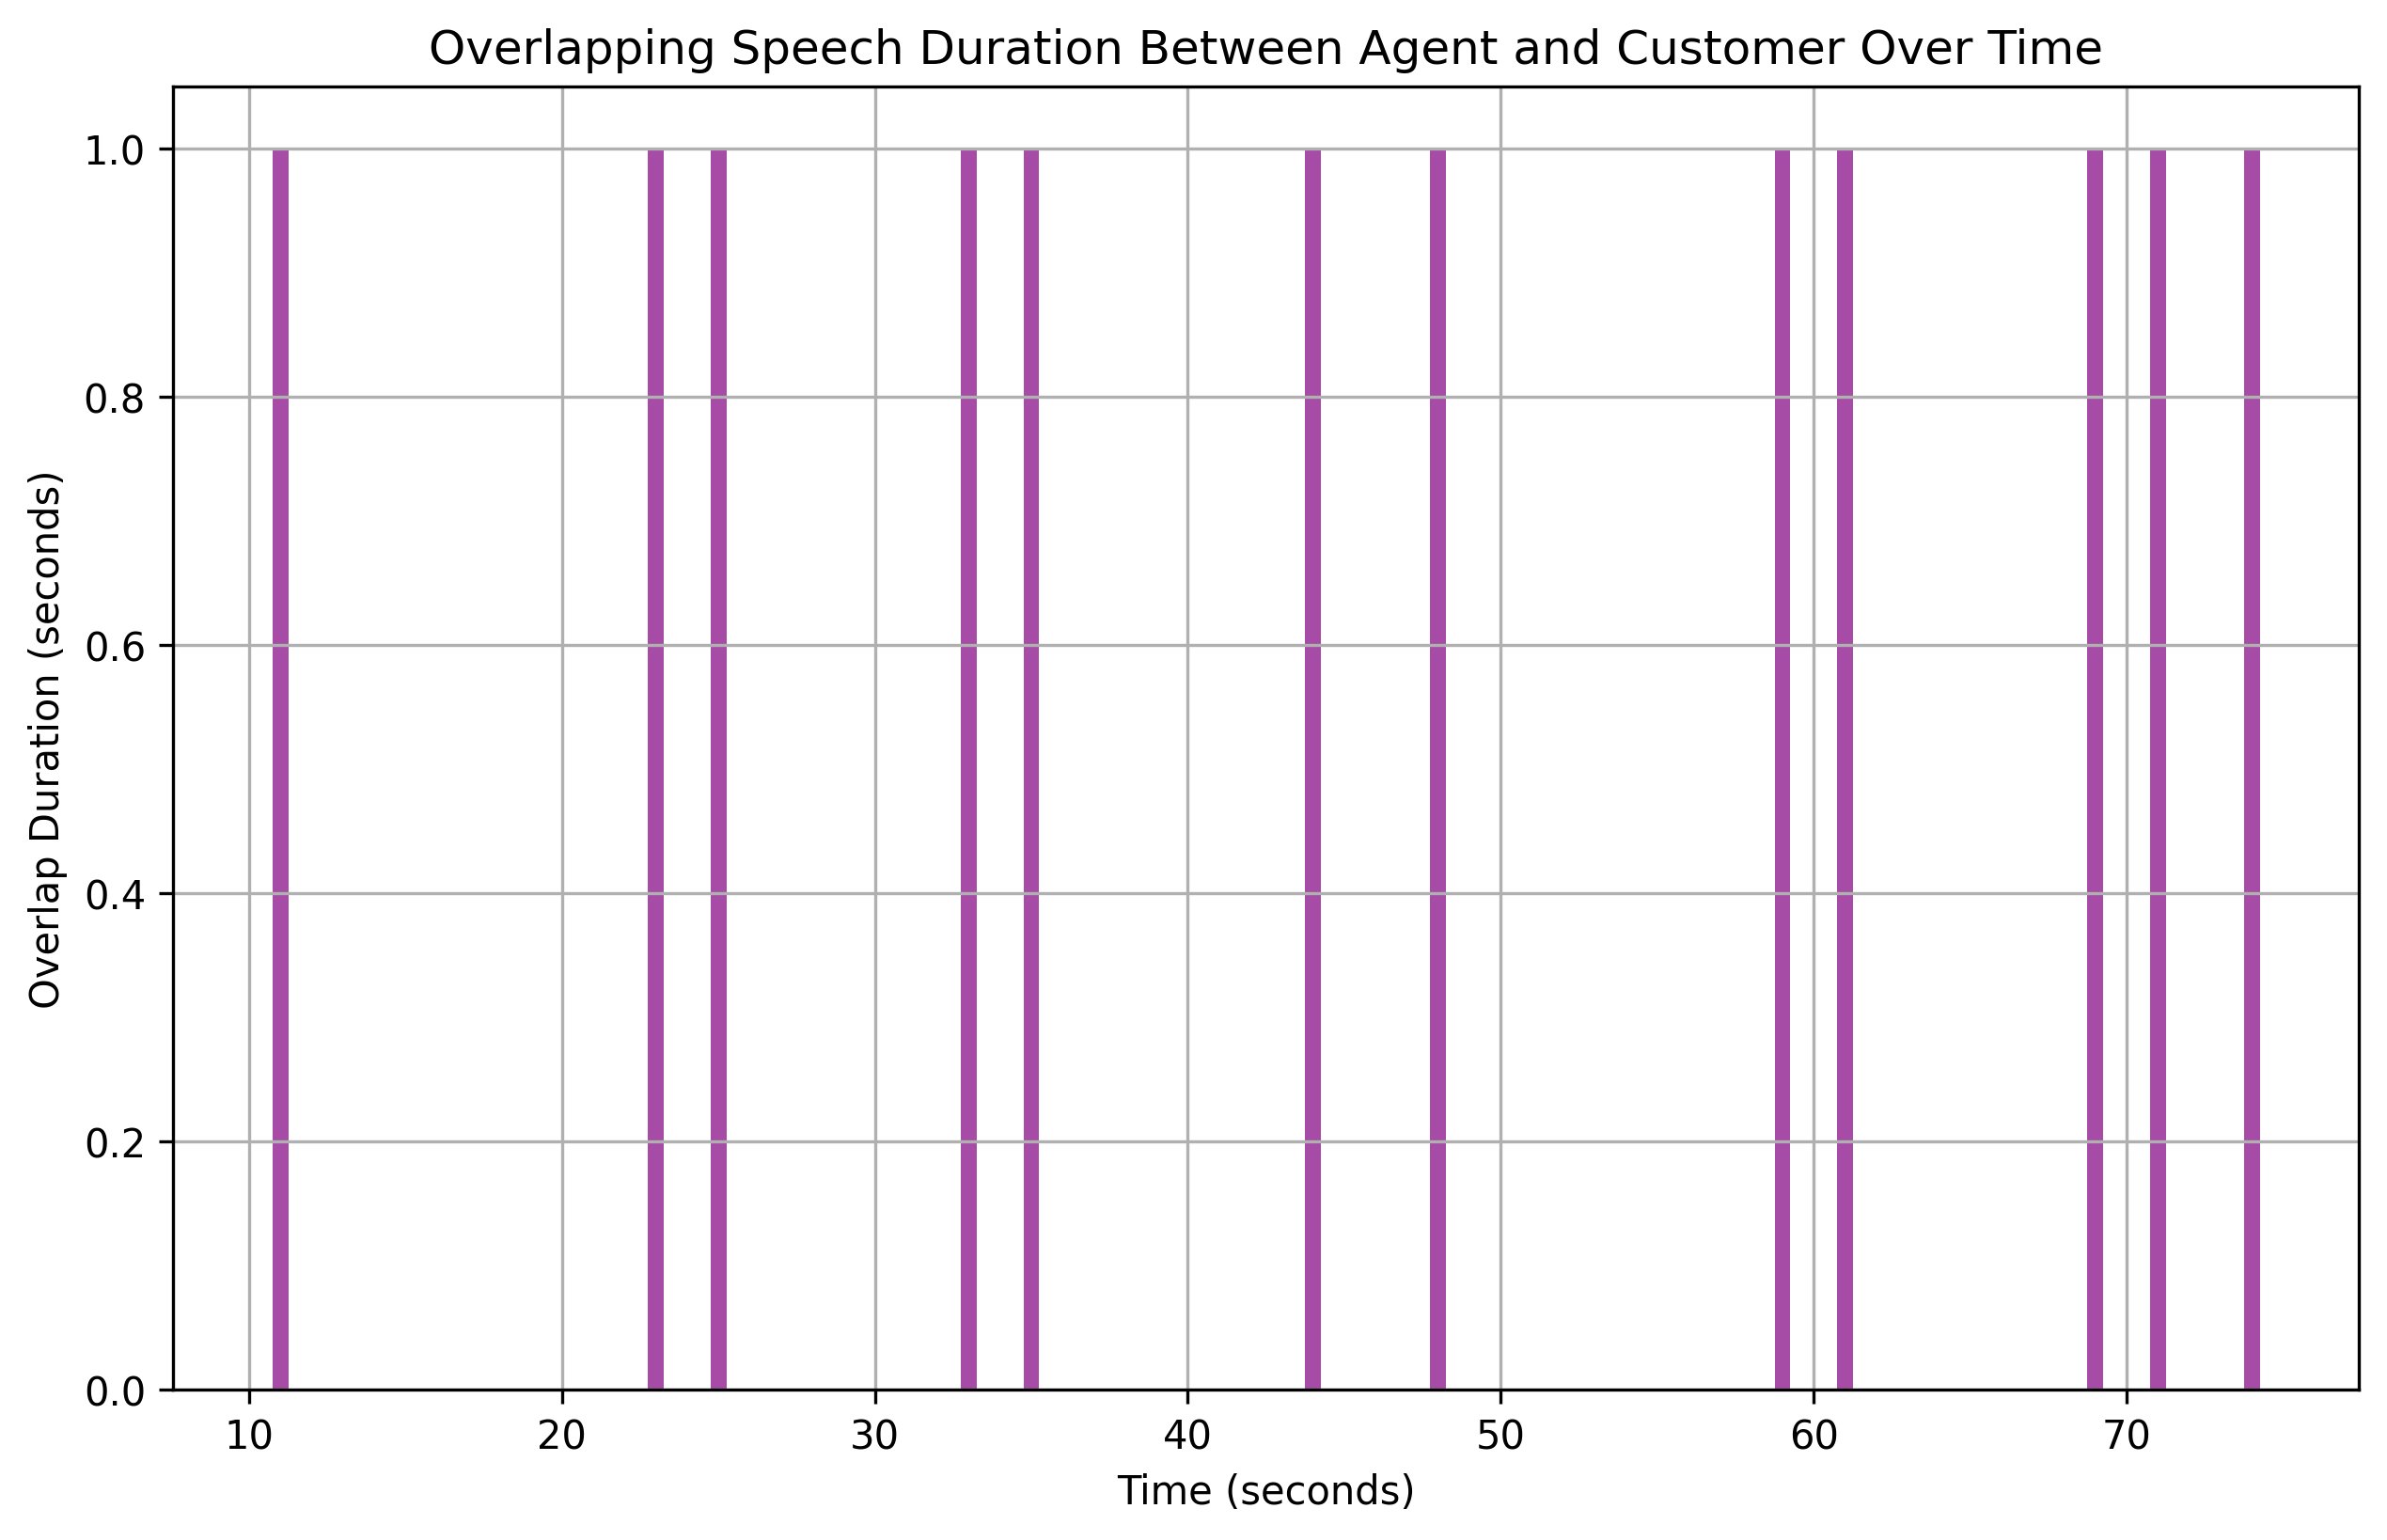 Overlapping Speech Duration Between Agent and Customer Over Time
Overlap Duration (seconds)
1.0
0.8
0.6
0.4
0.2
0.0
10 20 30 40 50 60 70
Time (seconds)